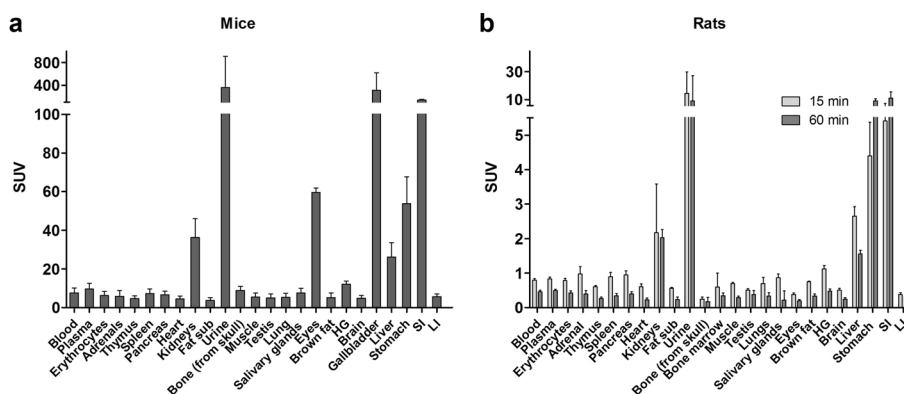 a
Mice
SUV
800
400
100
80
60
40
20
0
Blood
Plasma
Erythrocytes
Adrenals
Thymus
Spleen
Pancreas
Heart
Kidneys
Fat sub
Urine
Bone (from skull)
Muscle
Testis
Lung
Salivary glands
Eyes
Brown fat
HG
Brain
Gallbladder
Liver
Stomach
SI
LI
b
Rats
SUV
30
10
6
5
4
3
2
1
0
15 min
60 min
Blood
Plasma
Erythrocytes
Adrenal
Thymus
Spleen
Pancreas
Heart
Kidneys
Fat sub
Urine
Bone (from skull)
Bone marrow
Muscle
Testis
Lungs
Salivary glands
Eyes
Brown fat
HG
Brain
Liver
Stomach
SI
LI